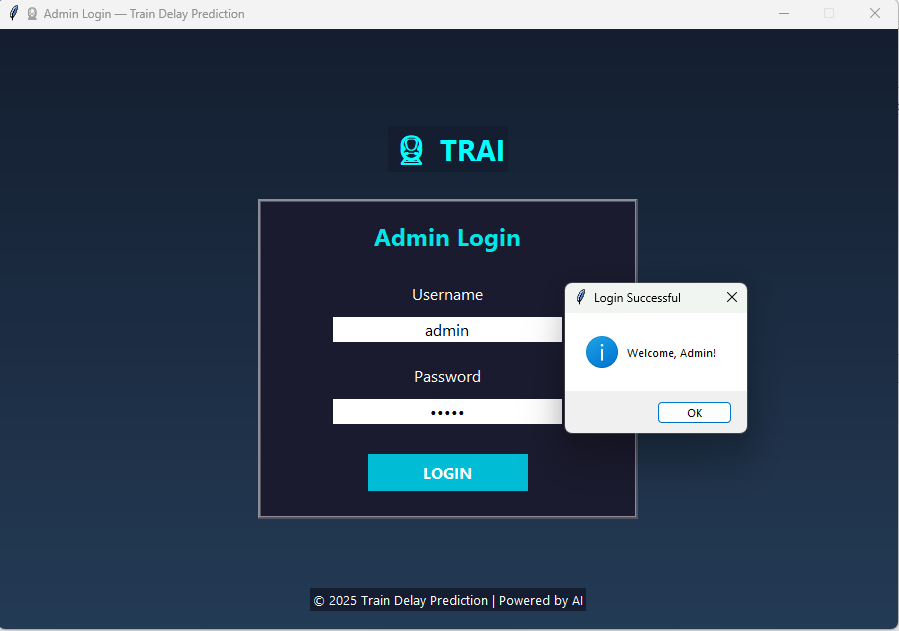 Admin Login — Train Delay Prediction
TRAI
Admin Login
Username
admin
Password
•••••
LOGIN
Login Successful
Welcome, Admin!
OK
© 2025 Train Delay Prediction | Powered by AI